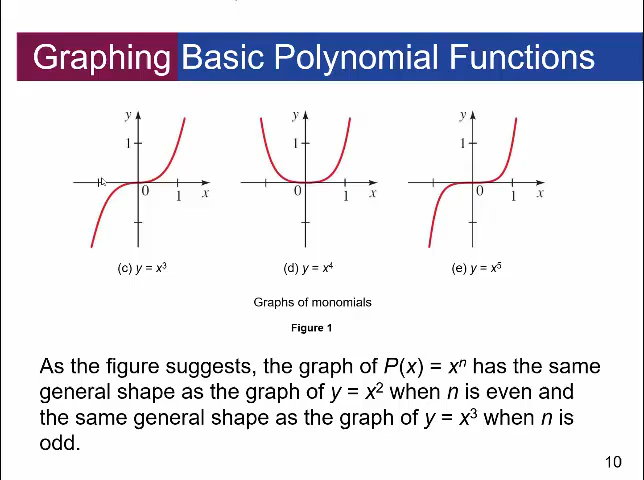 Graphing Basic Polynomial Functions
y y y
1 1 1
0 1 x 0 1 x 0 1 x
(c) y = x³ (d) y = x⁴ (e) y = x⁵
Graphs of monomials
Figure 1
As the figure suggests, the graph of P(x) = xⁿ has the same
general shape as the graph of y = x² when n is even and
the same general shape as the graph of y = x³ when n is
odd.
10